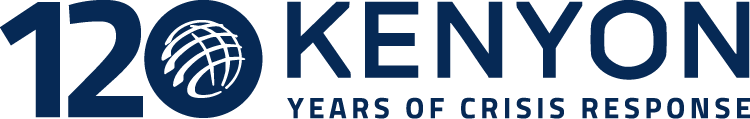 120 KENYON
YEARS OF CRISIS RESPONSE